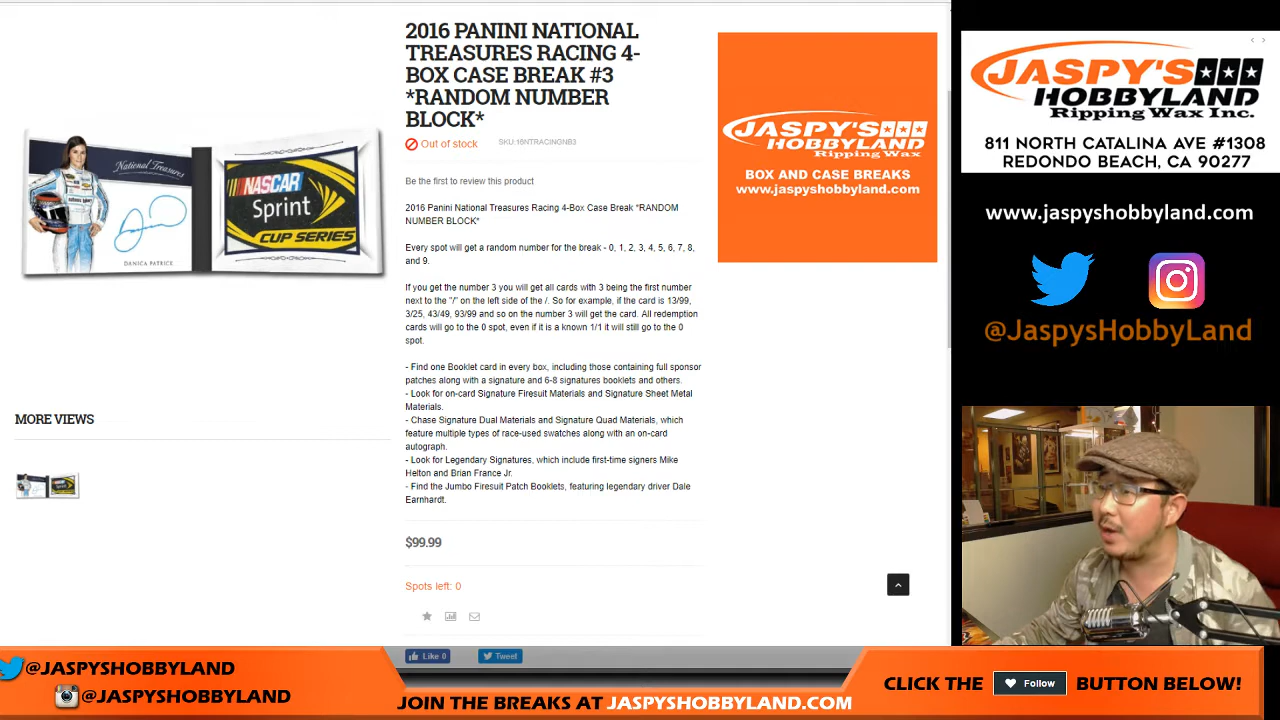 2016 PANINI NATIONAL
TREASURES RACING 4-
BOX CASE BREAK #3
*RANDOM NUMBER
BLOCK*
Out of stock
SKU:16NTRACINGNB3
Be the first to review this product
2016 Panini National Treasures Racing 4-Box Case Break *RANDOM
NUMBER BLOCK*
Every spot will get a random number for the break - 0, 1, 2, 3, 4, 5, 6, 7, 8,
and 9.
If you get the number 3 you will get all cards with 3 being the first number
next to the "/" on the left side of the /. So for example, if the card is 13/99,
3/25, 43/49, 93/99 and so on the number 3 will get the card. All redemption
cards will go to the 0 spot, even if it is a known 1/1 it will still go to the 0
spot.
- Find one Booklet card in every box, including those containing full sponsor
patches along with a signature and 6-8 signatures booklets and others.
- Look for on-card Signature Firesuit Materials and Signature Sheet Metal
Materials.
- Chase Signature Dual Materials and Signature Quad Materials, which
feature multiple types of race-used swatches along with an on-card
autograph.
- Look for Legendary Signatures, which include first-time signers Mike
Helton and Brian France Jr.
- Find the Jumbo Firesuit Patch Booklets, featuring legendary driver Dale
Earnhardt.
$99.99
Spots left: 0
Like 0
Tweet
National Treasures
DANICA PATRICK
NASCAR
Sprint
CUP SERIES
MORE VIEWS
JASPY'S
HOBBYLAND
Ripping Wax
BOX AND CASE BREAKS
www.jaspyshobbyland.com
JASPY'S
HOBBYLAND
Ripping Wax Inc.
811 NORTH CATALINA AVE #1308
REDONDO BEACH, CA 90277
www.jaspyshobbyland.com
@JaspysHobbyLand
@JASPYSHOBBYLAND
@JASPYSHOBBYLAND
JOIN THE BREAKS AT JASPYSHOBBYLAND.COM
CLICK THE Follow BUTTON BELOW!